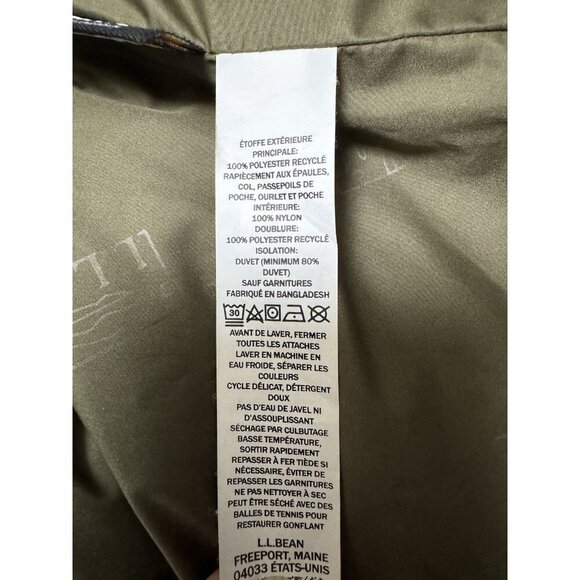 ÉTOFFE EXTÉRIEURE
PRINCIPALE:
100% POLYESTER RECYCLÉ
RAPIÈCEMENT AUX ÉPAULES,
COL, PASSEPOILS DE
POCHE, OURLET ET POCHE
INTÉRIEURE:
100% NYLON
DOUBLURE:
100% POLYESTER RECYCLÉ
ISOLATION:
DUVET (MINIMUM 80%
DUVET)
SAUF GARNITURES
FABRIQUÉ EN BANGLADESH
30
AVANT DE LAVER, FERMER
TOUTES LES ATTACHES
LAVER EN MACHINE EN
EAU FROIDE, SÉPARER LES
COULEURS
CYCLE DÉLICAT, DÉTERGENT
DOUX
PAS D'EAU DE JAVEL NI
D'ASSOUPLISSANT
SÉCHAGE PAR CULBUTAGE
BASSE TEMPÉRATURE,
SORTIR RAPIDEMENT
REPASSER À FER TIÈDE SI
NÉCESSAIRE, ÉVITER DE
REPASSER LES GARNITURES
NE PAS NETTOYER À SEC
PEUT ÊTRE SÉCHÉ AVEC DES
BALLES DE TENNIS POUR
RESTAURER GONFLANT
L.L.BEAN
FREEPORT, MAINE
04033 ÉTATS-UNIS